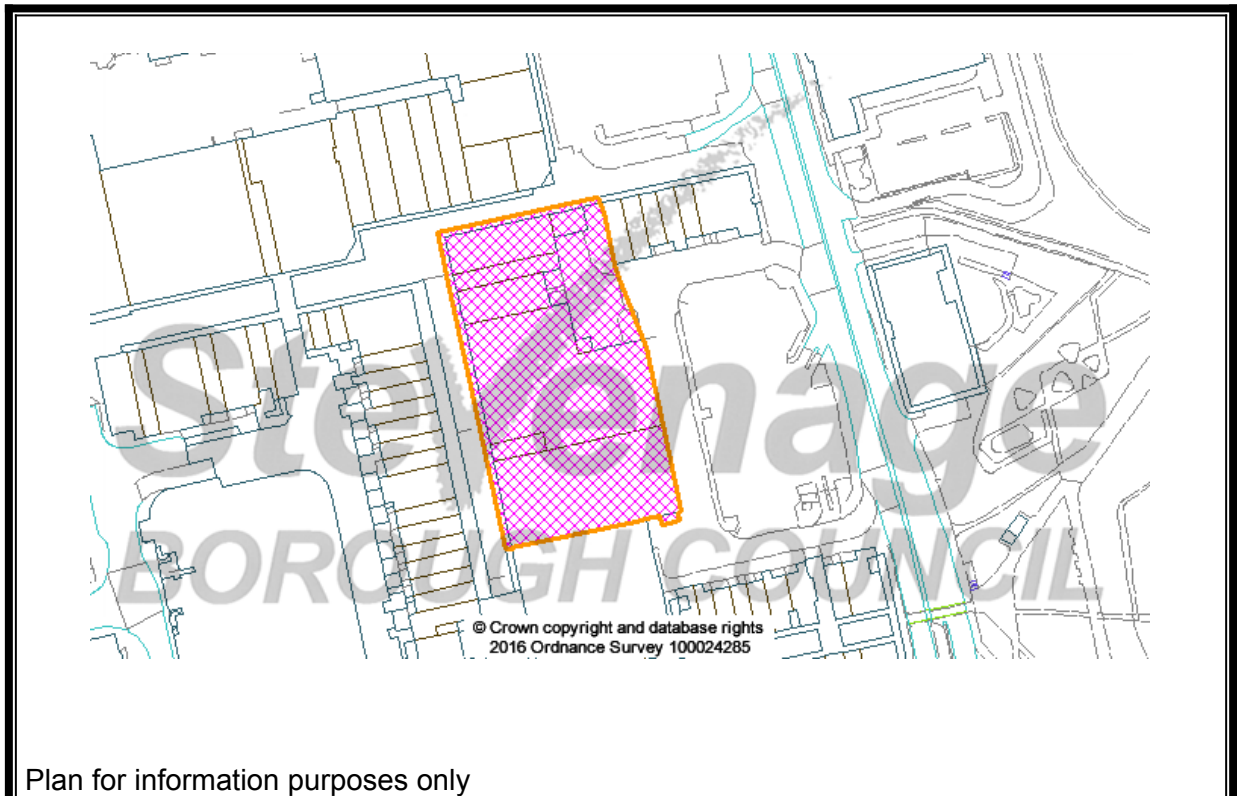 Stevenage
BOROUGH COUNCIL
© Crown copyright and database rights
2016 Ordnance Survey 100024285
Plan for information purposes only